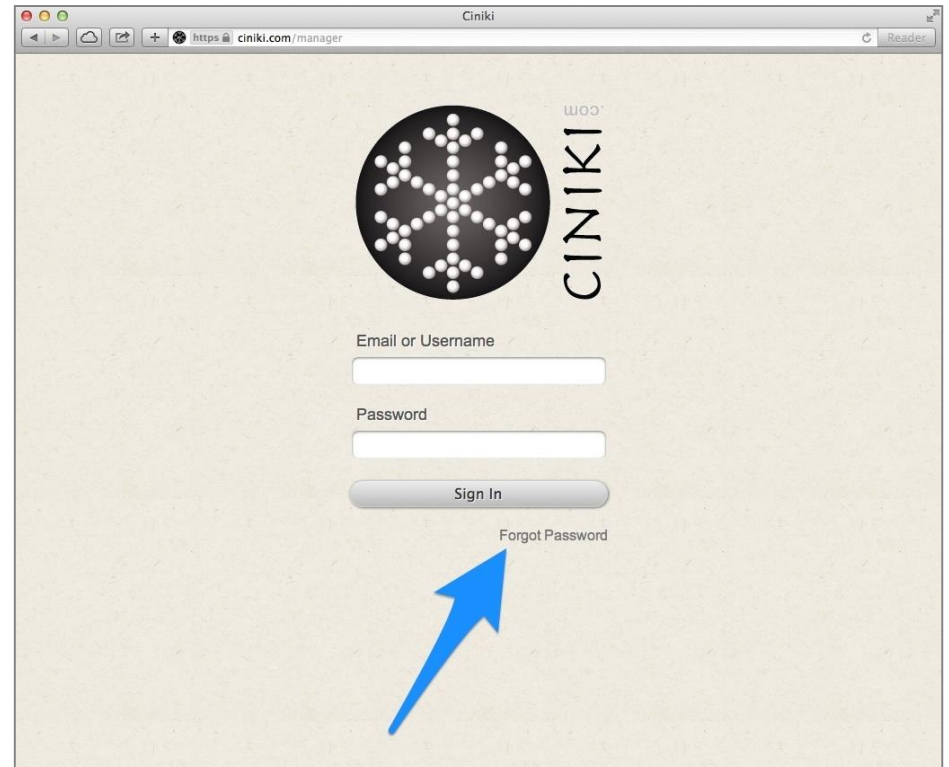 Ciniki
https ciniki.com/manager
Reader
CINIKI
.com
Email or Username
Password
Sign In
Forgot Password